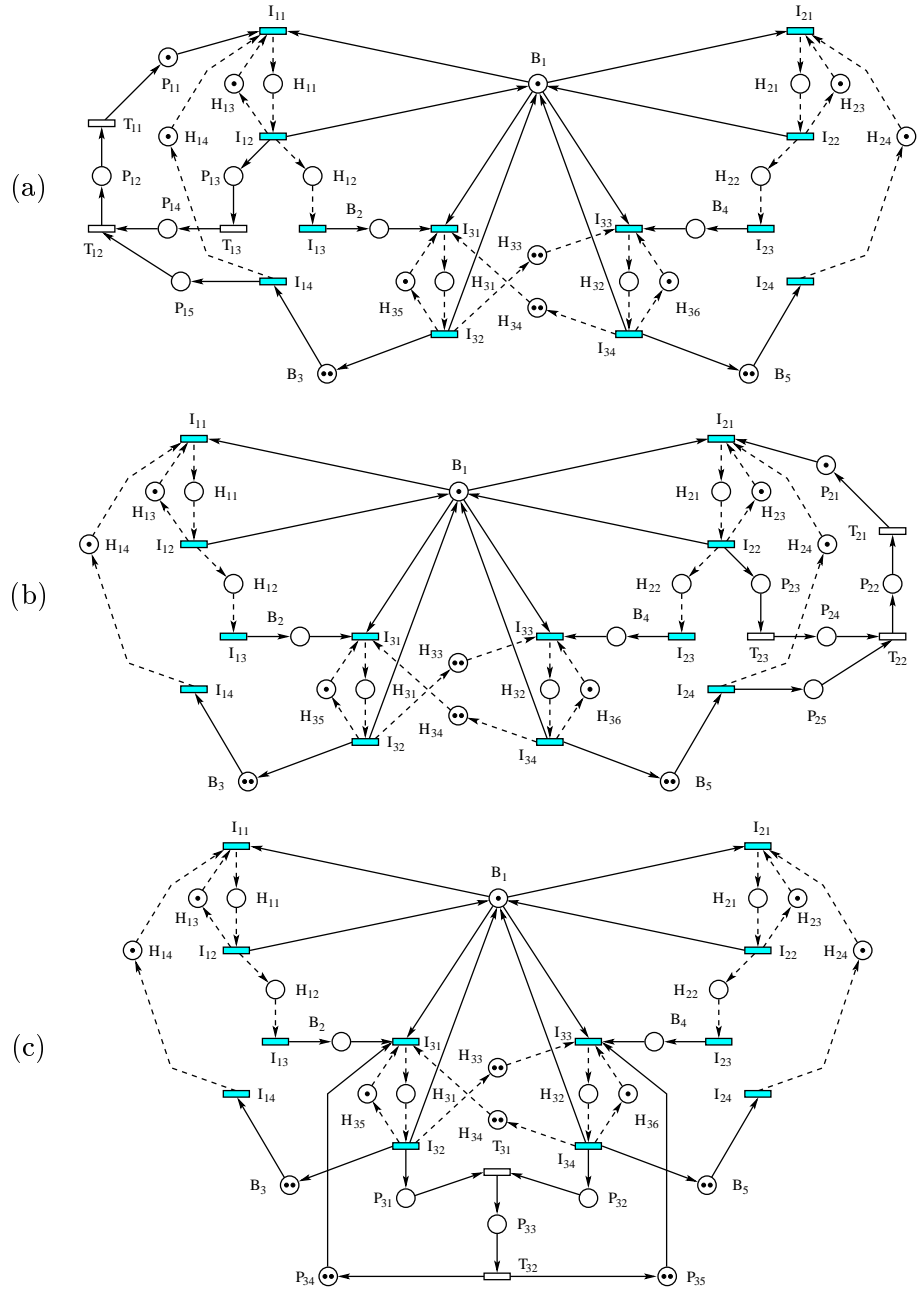 I11 I21
B1
P11 H13 H11 H21 H23
T11 H14 I12 I22 H24
(a) P12 P13 H12 H22
P14 B2 B4
T12 T13 I13 I31 H33 I33 I23
P15 I14 H35 H31 H32 H36 I24
H34
I32 I34
B3 B5
I11 I21
B1
P21
H13 H11 H21 H23
H14 I12 I22 H24 T21
(b) H12 H22 P23 P22
B2 B4 P24
I13 I31 H33 I33 I23 T23 T22
I14 H35 H31 H32 H36 I24 P25
H34
I32 I34
B3 B5
I11 I21
B1
H13 H11 H21 H23
H14 I12 I22 H24
H12 H22
B2 B4
(c) I13 I31 H33 I33 I23
I14 H35 H31 H32 H36 I24
H34
I32 T31 I34
B3 P31 P32 B5
P33
P34 T32 P35